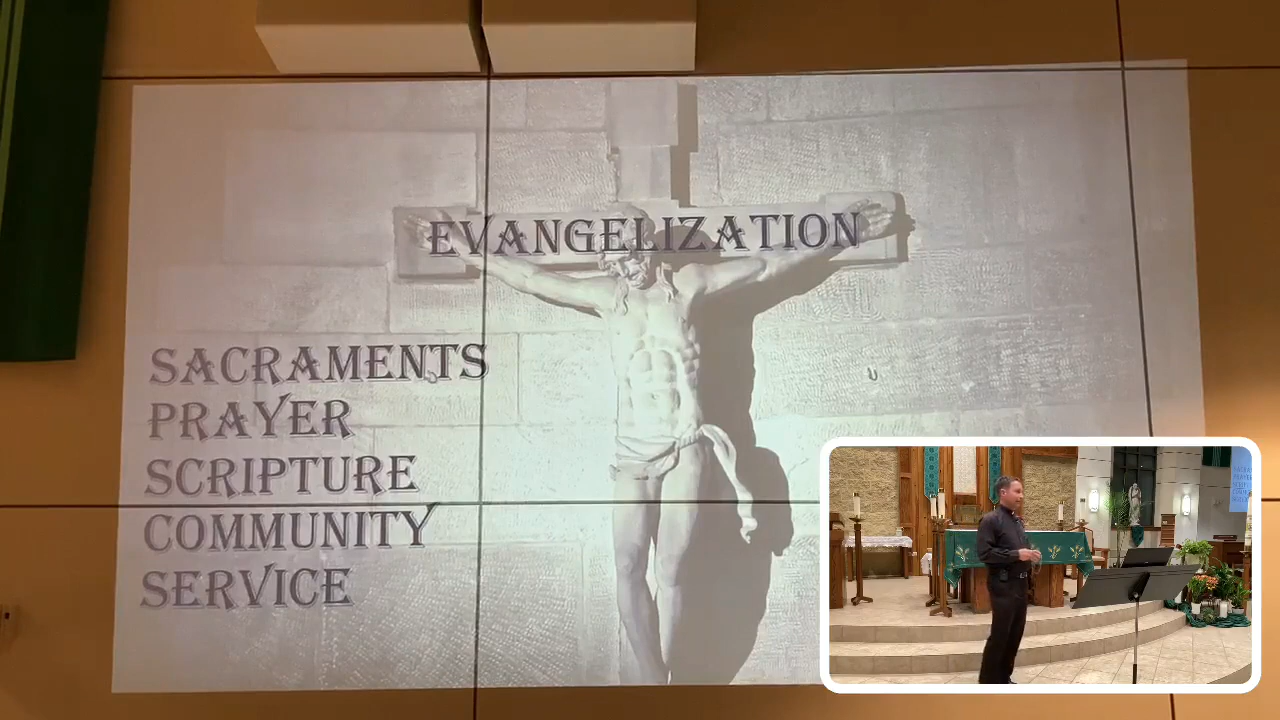 EVANGELIZATION
SACRAMENTS
PRAYER
SCRIPTURE
COMMUNITY
SERVICE